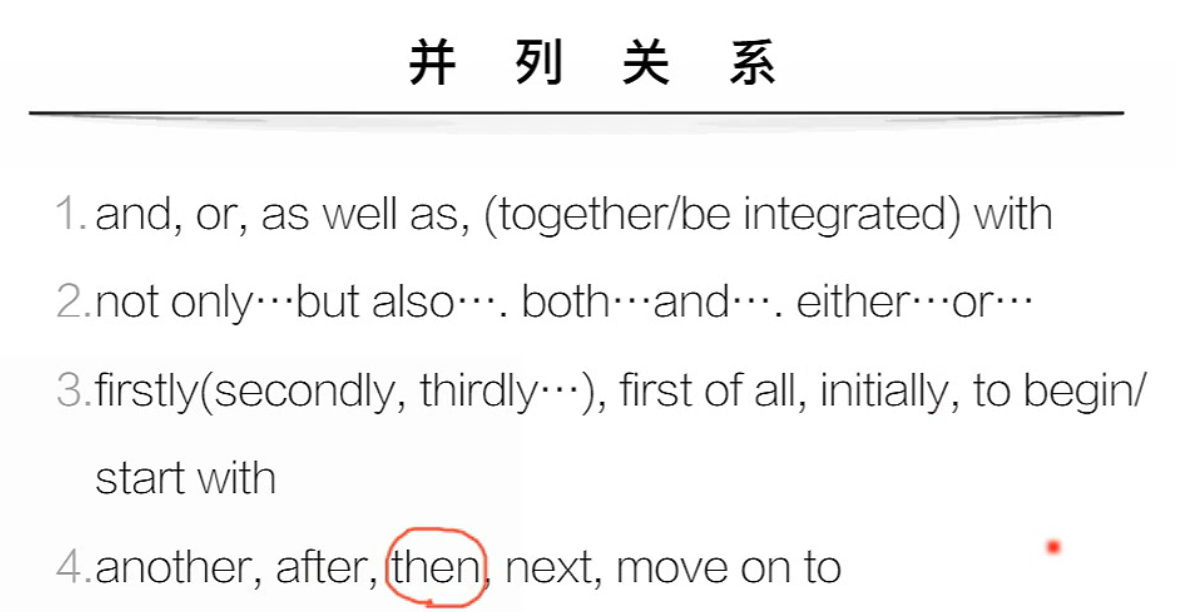 并列关系
1.and, or, as well as, (together/be integrated) with
2.not only…but also…. both…and…. either…or…
3.firstly(secondly, thirdly…), first of all, initially, to begin/
start with
4.another, after, then, next, move on to